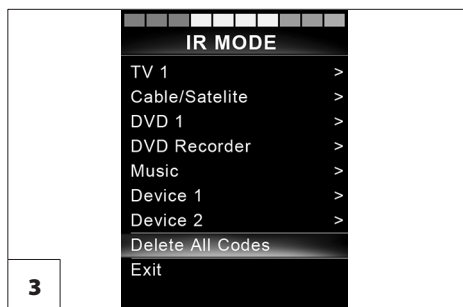 IR MODE
TV 1 >
Cable/Satelite >
DVD 1 >
DVD Recorder >
Music >
Device 1 >
Device 2 >
Delete All Codes
Exit
3